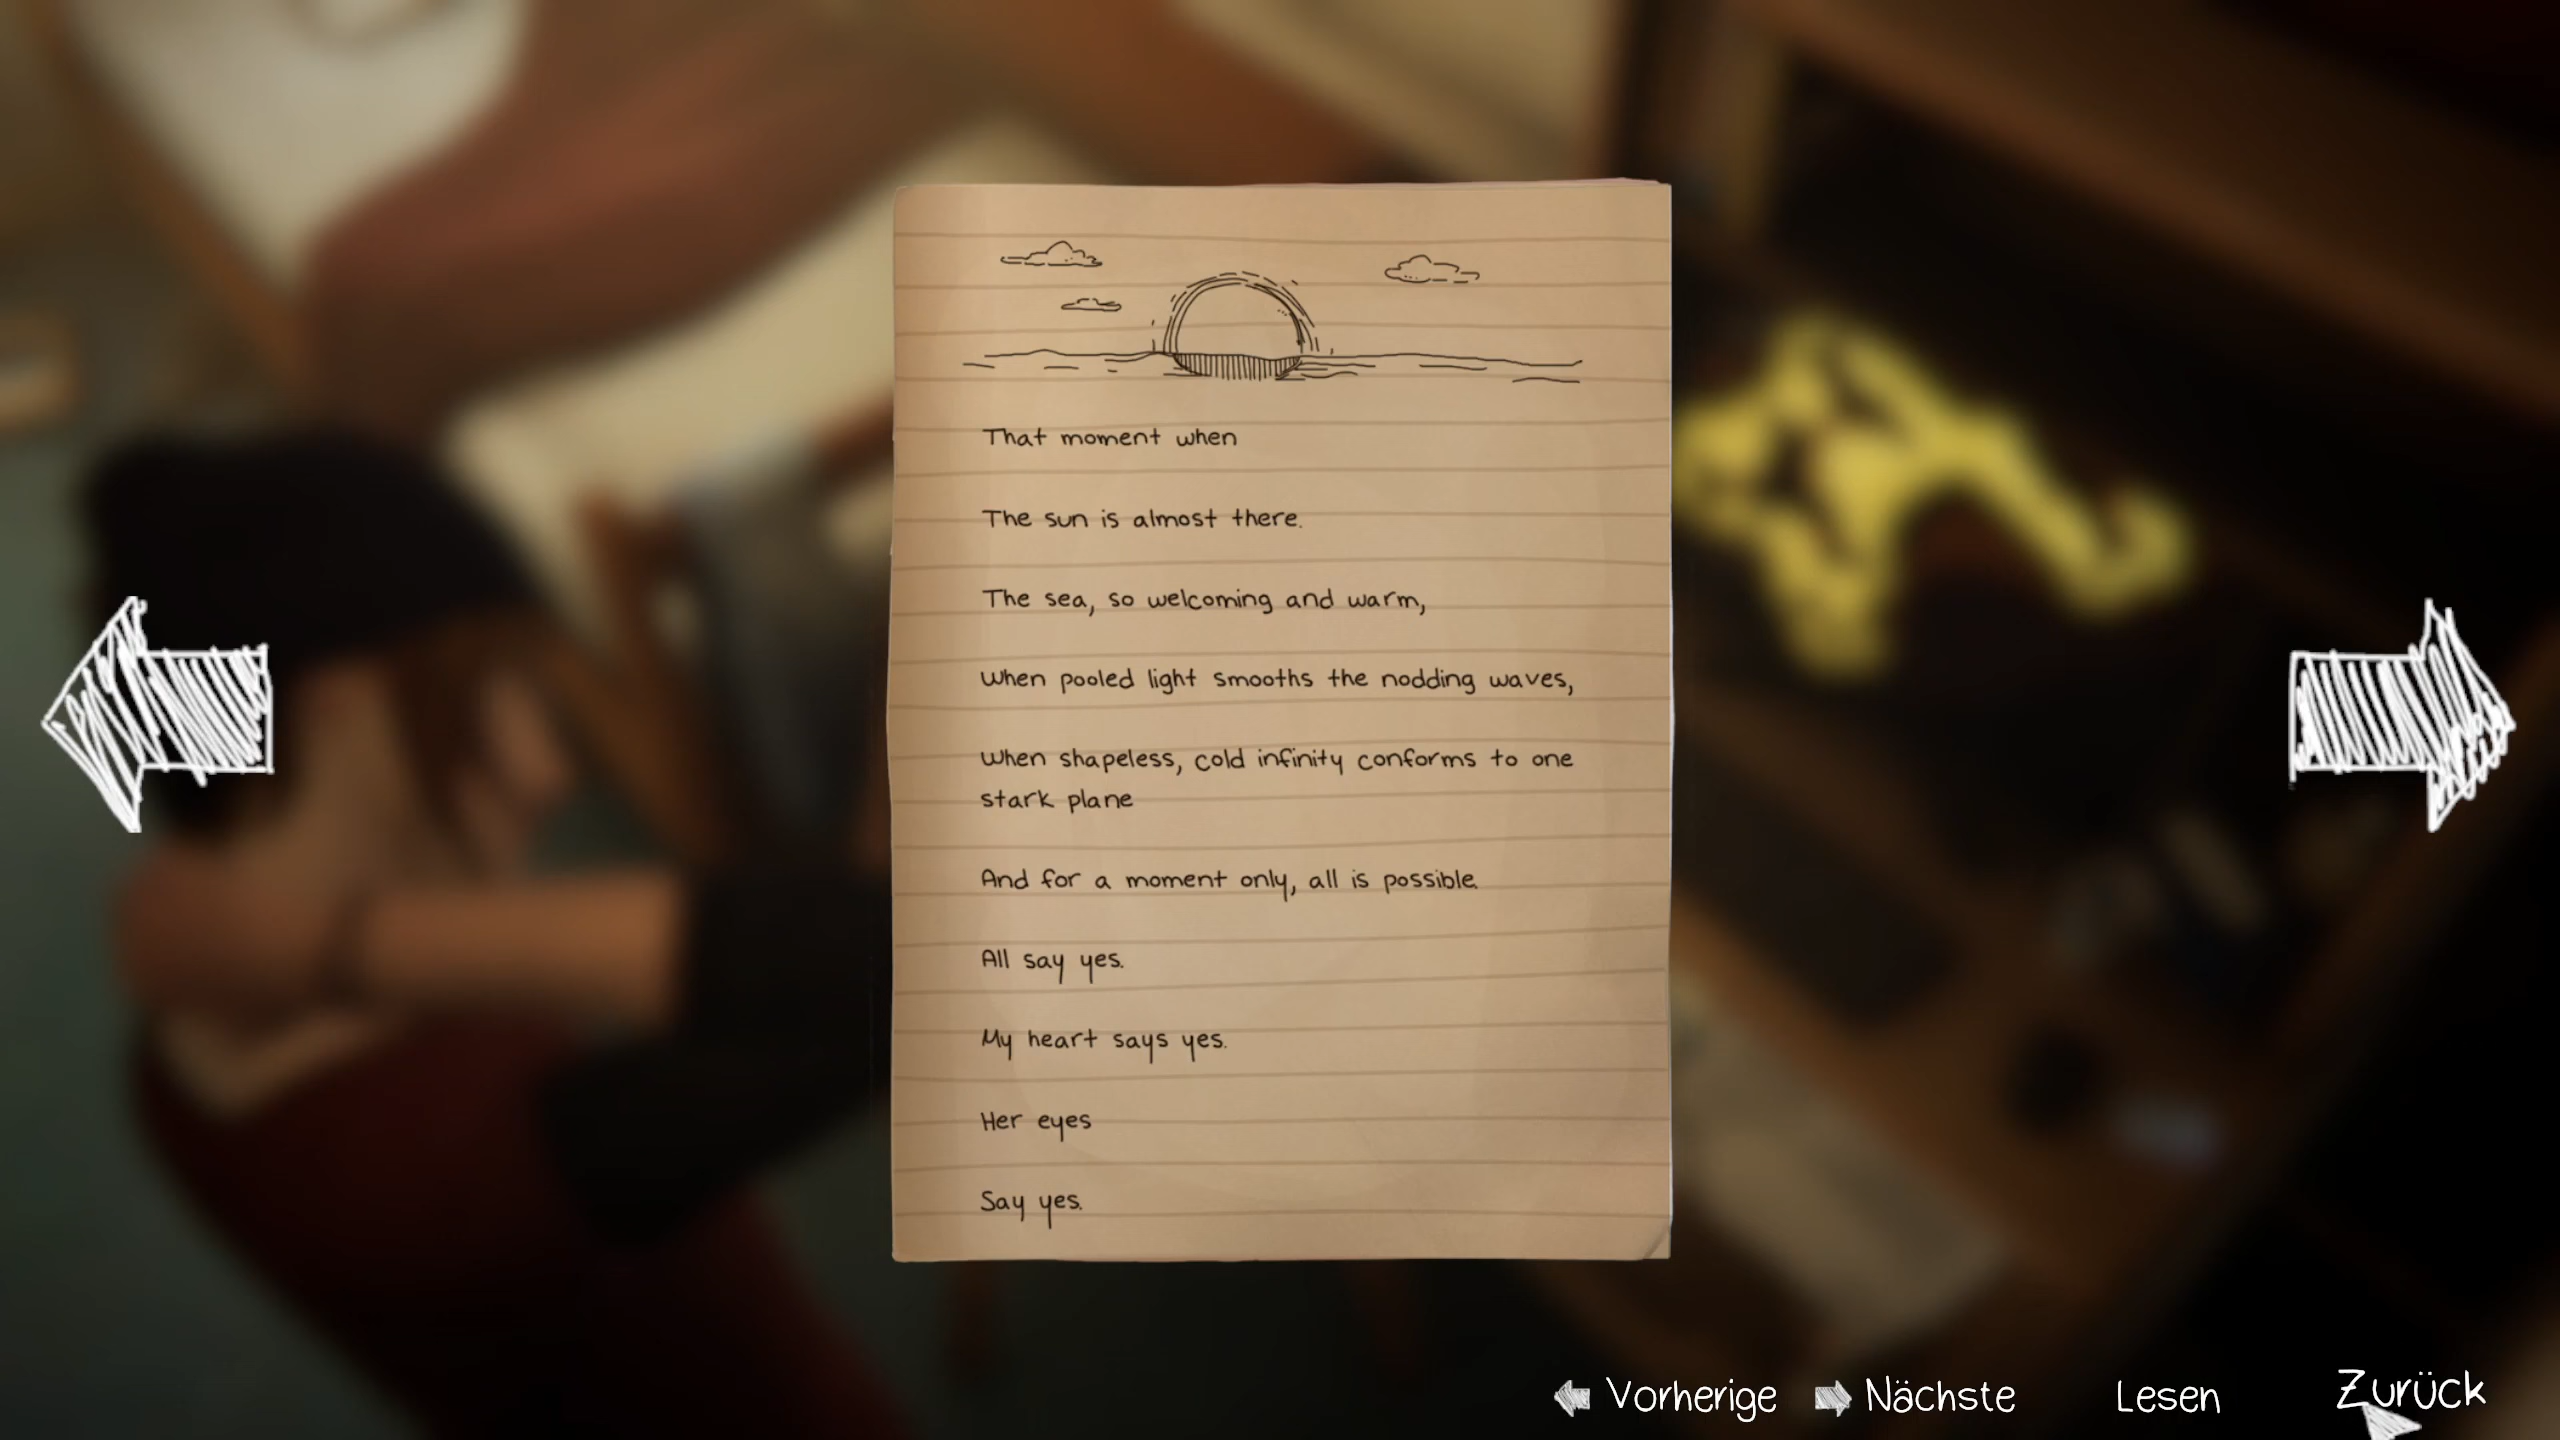 That moment when
The sun is almost there.
The sea, so welcoming and warm,
When pooled light smooths the nodding waves,
When shapeless, cold infinity conforms to one
stark plane
And for a moment only, all is possible.
All say yes.
My heart says yes.
Her eyes
Say yes.
Vorherige Nächste Lesen Zurück